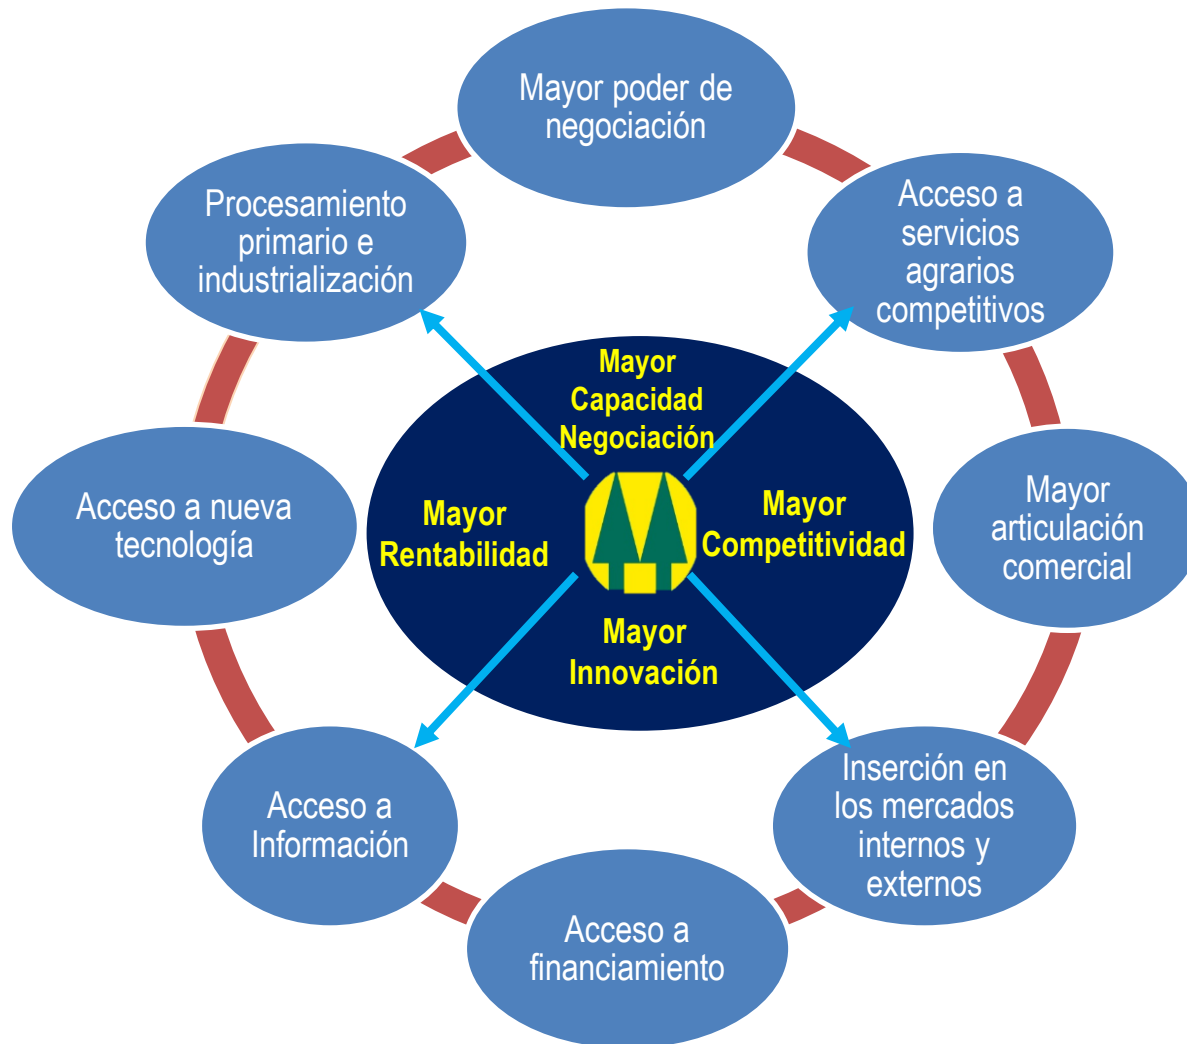 Mayor poder de
negociación
Procesamiento
primario e
industrialización
Acceso a
servicios
agrarios
competitivos
Mayor
Capacidad
Negociación
Mayor
Rentabilidad
Mayor
Competitividad
Mayor
Innovación
Acceso a nueva
tecnología
Mayor
articulación
comercial
Acceso a
Información
Inserción en
los mercados
internos y
externos
Acceso a
financiamiento